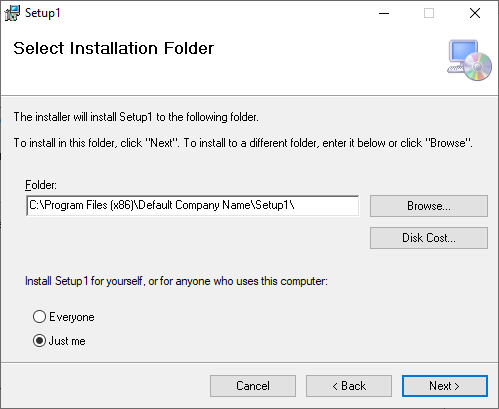 Setup1
Select Installation Folder
The installer will install Setup1 to the following folder.
To install in this folder, click "Next". To install to a different folder, enter it below or click "Browse".
Folder:
C:\Program Files (x86)\Default Company Name\Setup1\
Browse...
Disk Cost...
Install Setup1 for yourself, or for anyone who uses this computer:
Everyone
Just me
Cancel
< Back
Next >